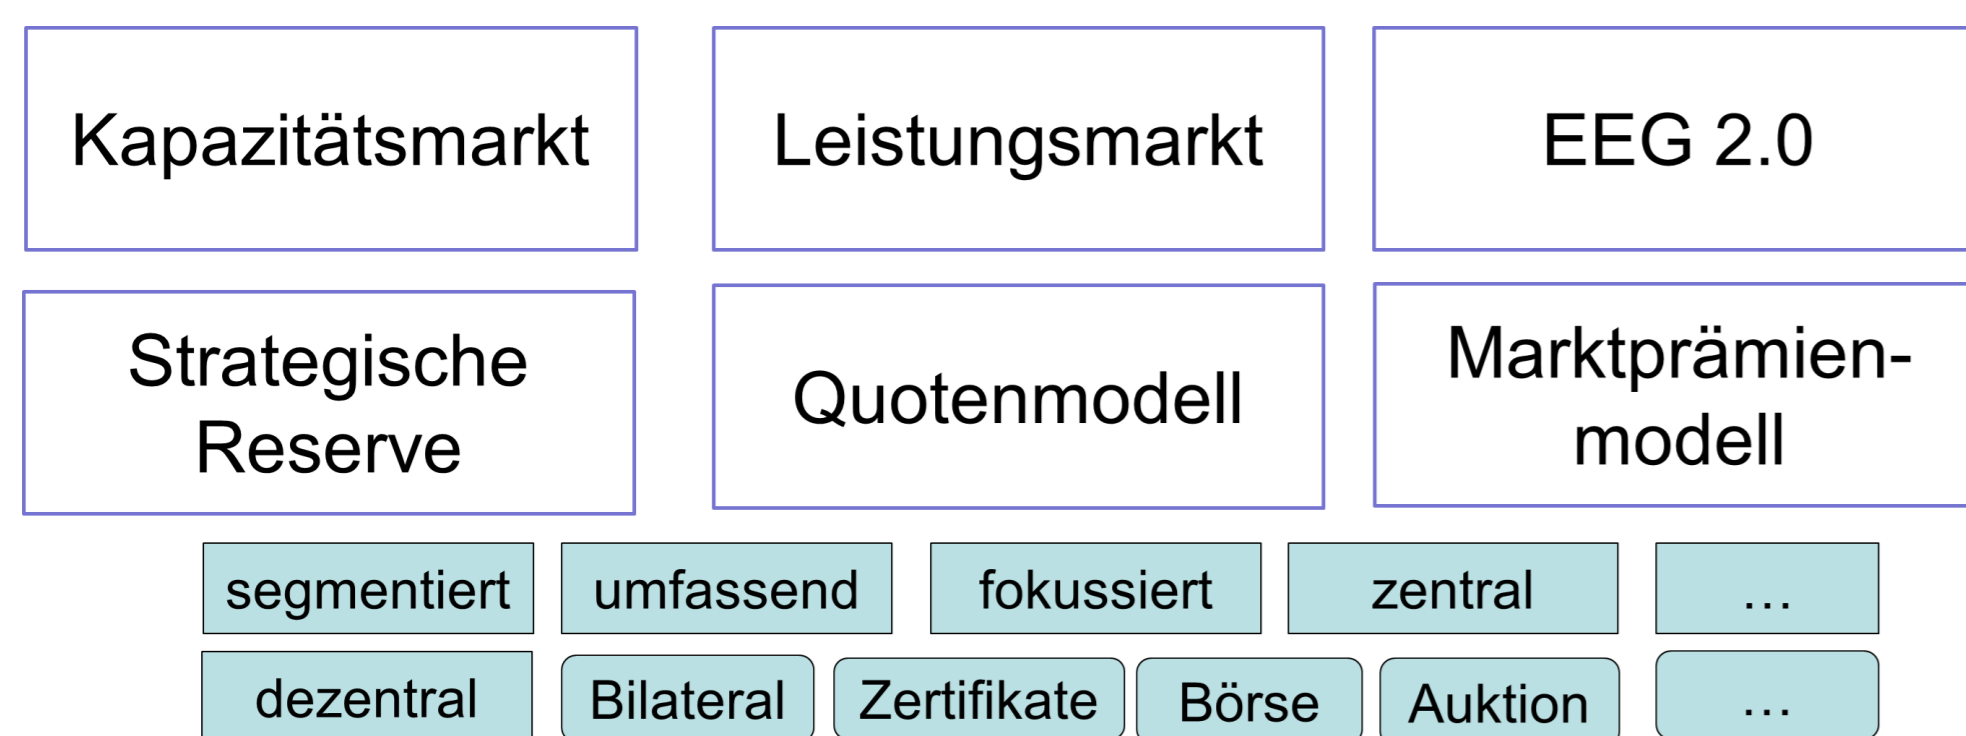 Kapazitätsmarkt
Leistungsmarkt
EEG 2.0
Strategische
Reserve
Quotenmodell
Marktprämien-
modell
segmentiert
umfassend
fokussiert
zentral
...
dezentral
Bilateral
Zertifikate
Börse
Auktion
...